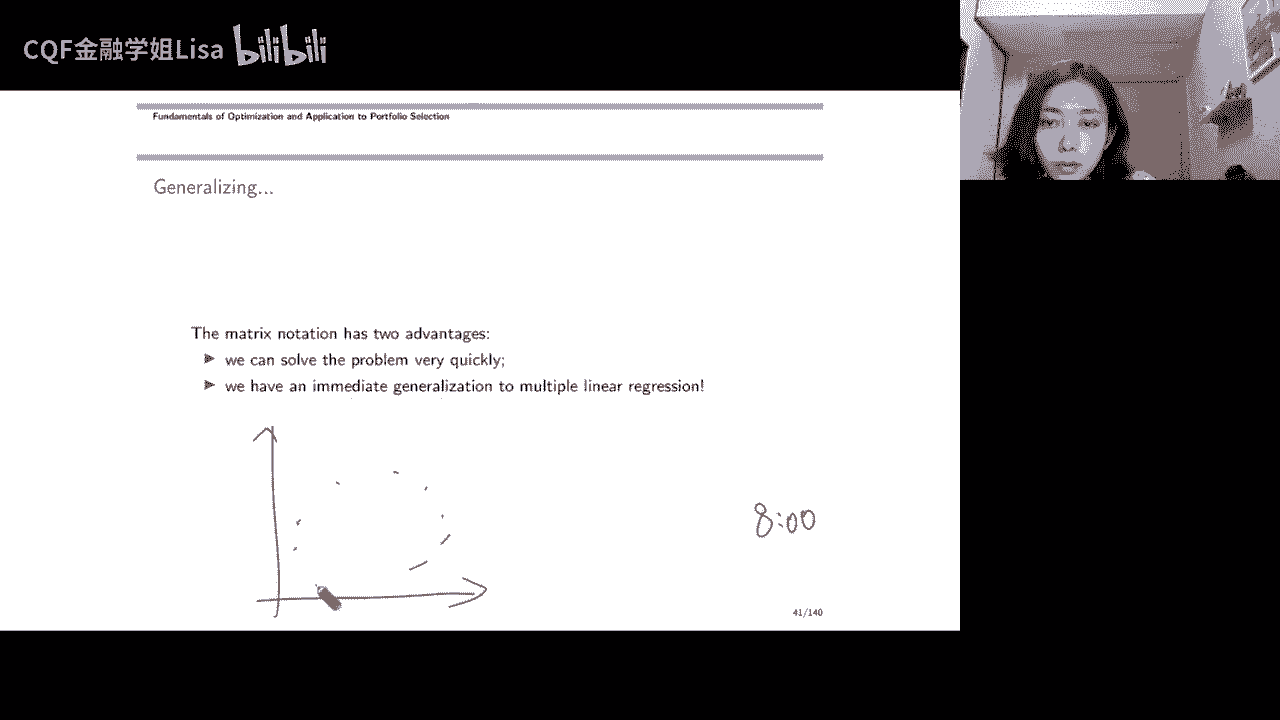 CQF金融学姐Lisa bilibili
Fundamentals of Optimization and Application to Portfolio Selection
Generalizing...
The matrix notation has two advantages:
we can solve the problem very quickly;
we have an immediate generalization to multiple linear regression!
8:00
41/140